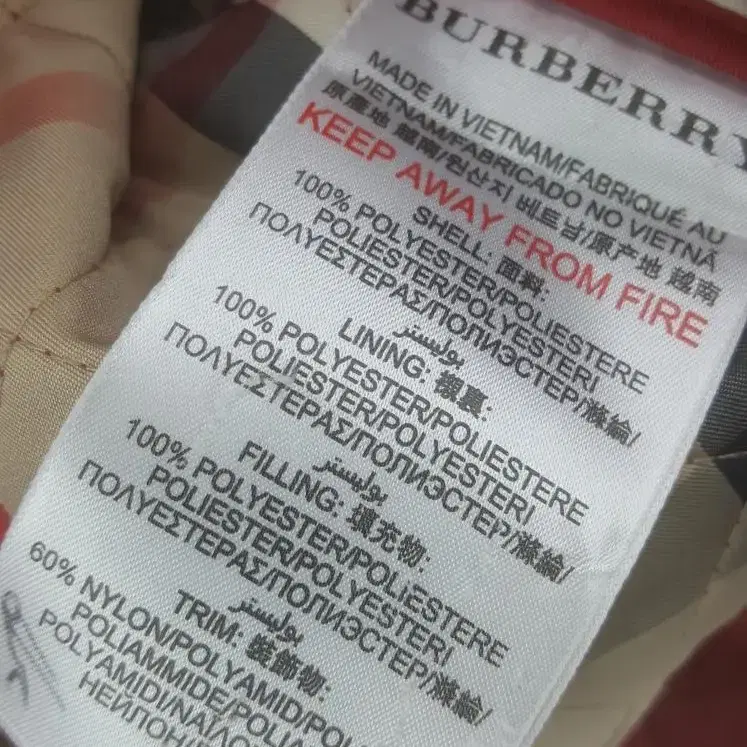 BURBERRY
MADE IN VIETNAM/FABRIQUÉ AU
VIETNAM/FABRICADO NO VIETNÃ
原產地 越南/원산지 베트남/原产地 越南
KEEP AWAY FROM FIRE
SHELL: 面料:
100% POLYESTER/POLIESTERE
POLIESTER/POLYESTERI
ΠΟΛΥΕΣΤΕΡΑΣ/ПОЛИЭСТЕР/滌綸/
بوليستر
LINING: 襯裏:
100% POLYESTER/POLIESTERE
POLIESTER/POLYESTERI
ΠΟΛΥΕΣΤΕΡΑΣ/ПОЛИЭСТЕР/滌綸/
بوليستر
FILLING: 填充物:
100% POLYESTER/POLIESTERE
POLIESTER/POLYESTERI
ΠΟΛΥΕΣΤΕΡΑΣ/ПОЛИЭСТЕР/滌綸/
بوليستر
TRIM: 裝飾物:
60% NYLON/POLYAMID/
POLIAMMIDE/
POLYAMIDI/
НЕЙЛОН/